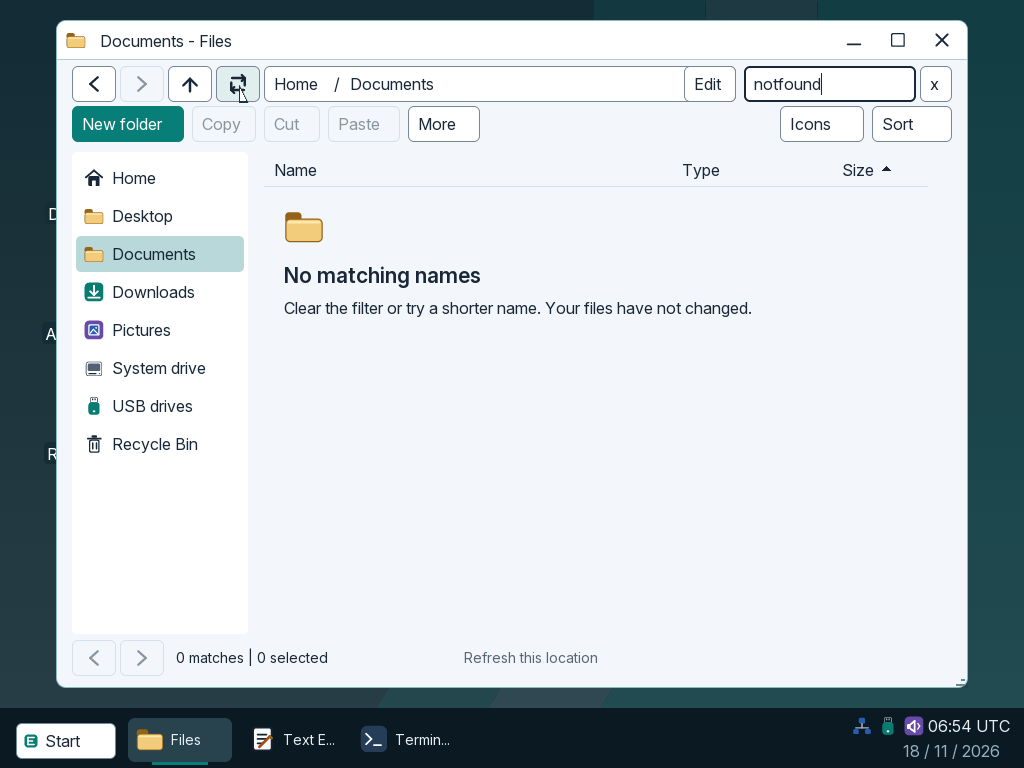 Documents - Files
Home / Documents
Edit
notfound
x
New folder
Copy
Cut
Paste
More
Icons
Sort
Home
Desktop
Documents
Downloads
Pictures
System drive
USB drives
Recycle Bin
Name Type Size
No matching names
Clear the filter or try a shorter name. Your files have not changed.
0 matches | 0 selected
Refresh this location
D
A
R
Start
Files
Text E...
Termin...
06:54 UTC
18 / 11 / 2026